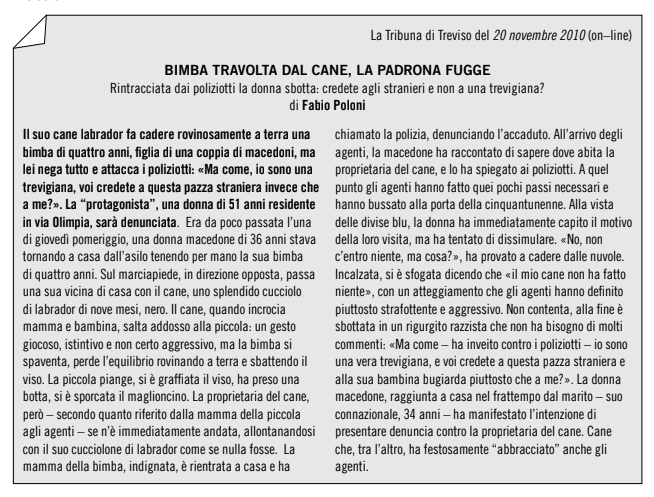 La Tribuna di Treviso del 20 novembre 2010 (on–line)
BIMBA TRAVOLTA DAL CANE, LA PADRONA FUGGE
Rintracciata dai poliziotti la donna sbotta: credete agli stranieri e non a una trevigiana?
di Fabio Poloni
Il suo cane labrador fa cadere rovinosamente a terra una
bimba di quattro anni, figlia di una coppia di macedoni, ma
lei nega tutto e attacca i poliziotti: «Ma come, io sono una
trevigiana, voi credete a questa pazza straniera invece che
a me?». La “protagonista”, una donna di 51 anni residente
in via Olimpia, sarà denunciata. Era da poco passata l'una
di giovedì pomeriggio, una donna macedone di 36 anni stava
tornando a casa dall'asilo tenendo per mano la sua bimba
di quattro anni. Sul marciapiede, in direzione opposta, passa
una sua vicina di casa con il cane, uno splendido cucciolo
di labrador di nove mesi, nero. Il cane, quando incrocia
mamma e bambina, salta addosso alla piccola: un gesto
giocoso, istintivo e non certo aggressivo, ma la bimba si
spaventa, perde l'equilibrio rovinando a terra e sbattendo il
viso. La piccola piange, si è graffiata il viso, ha preso una
botta, si è sporcata il maglioncino. La proprietaria del cane,
però – secondo quanto riferito dalla mamma della piccola
agli agenti – se n'è immediatamente andata, allontanandosi
con il suo cucciolone di labrador come se nulla fosse. La
mamma della bimba, indignata, è rientrata a casa e ha
chiamato la polizia, denunciando l'accaduto. All'arrivo degli
agenti, la macedone ha raccontato di sapere dove abita la
proprietaria del cane, e lo ha spiegato ai poliziotti. A quel
punto gli agenti hanno fatto quei pochi passi necessari e
hanno bussato alla porta della cinquantunenne. Alla vista
delle divise blu, la donna ha immediatamente capito il motivo
della loro visita, ma ha tentato di dissimulare. «No, non
c'entro niente, ma cosa?», ha provato a cadere dalle nuvole.
Incalzata, si è sfogata dicendo che «il mio cane non ha fatto
niente», con un atteggiamento che gli agenti hanno definito
piuttosto strafottente e aggressivo. Non contenta, alla fine è
sbottata in un rigurgito razzista che non ha bisogno di molti
commenti: «Ma come – ha inveito contro i poliziotti – io sono
una vera trevigiana, e voi credete a questa pazza straniera e
alla sua bambina bugiarda piuttosto che a me?». La donna
macedone, raggiunta a casa nel frattempo dal marito – suo
connazionale, 34 anni – ha manifestato l'intenzione di
presentare denuncia contro la proprietaria del cane. Cane
che, tra l'altro, ha festosamente “abbracciato” anche gli
agenti.